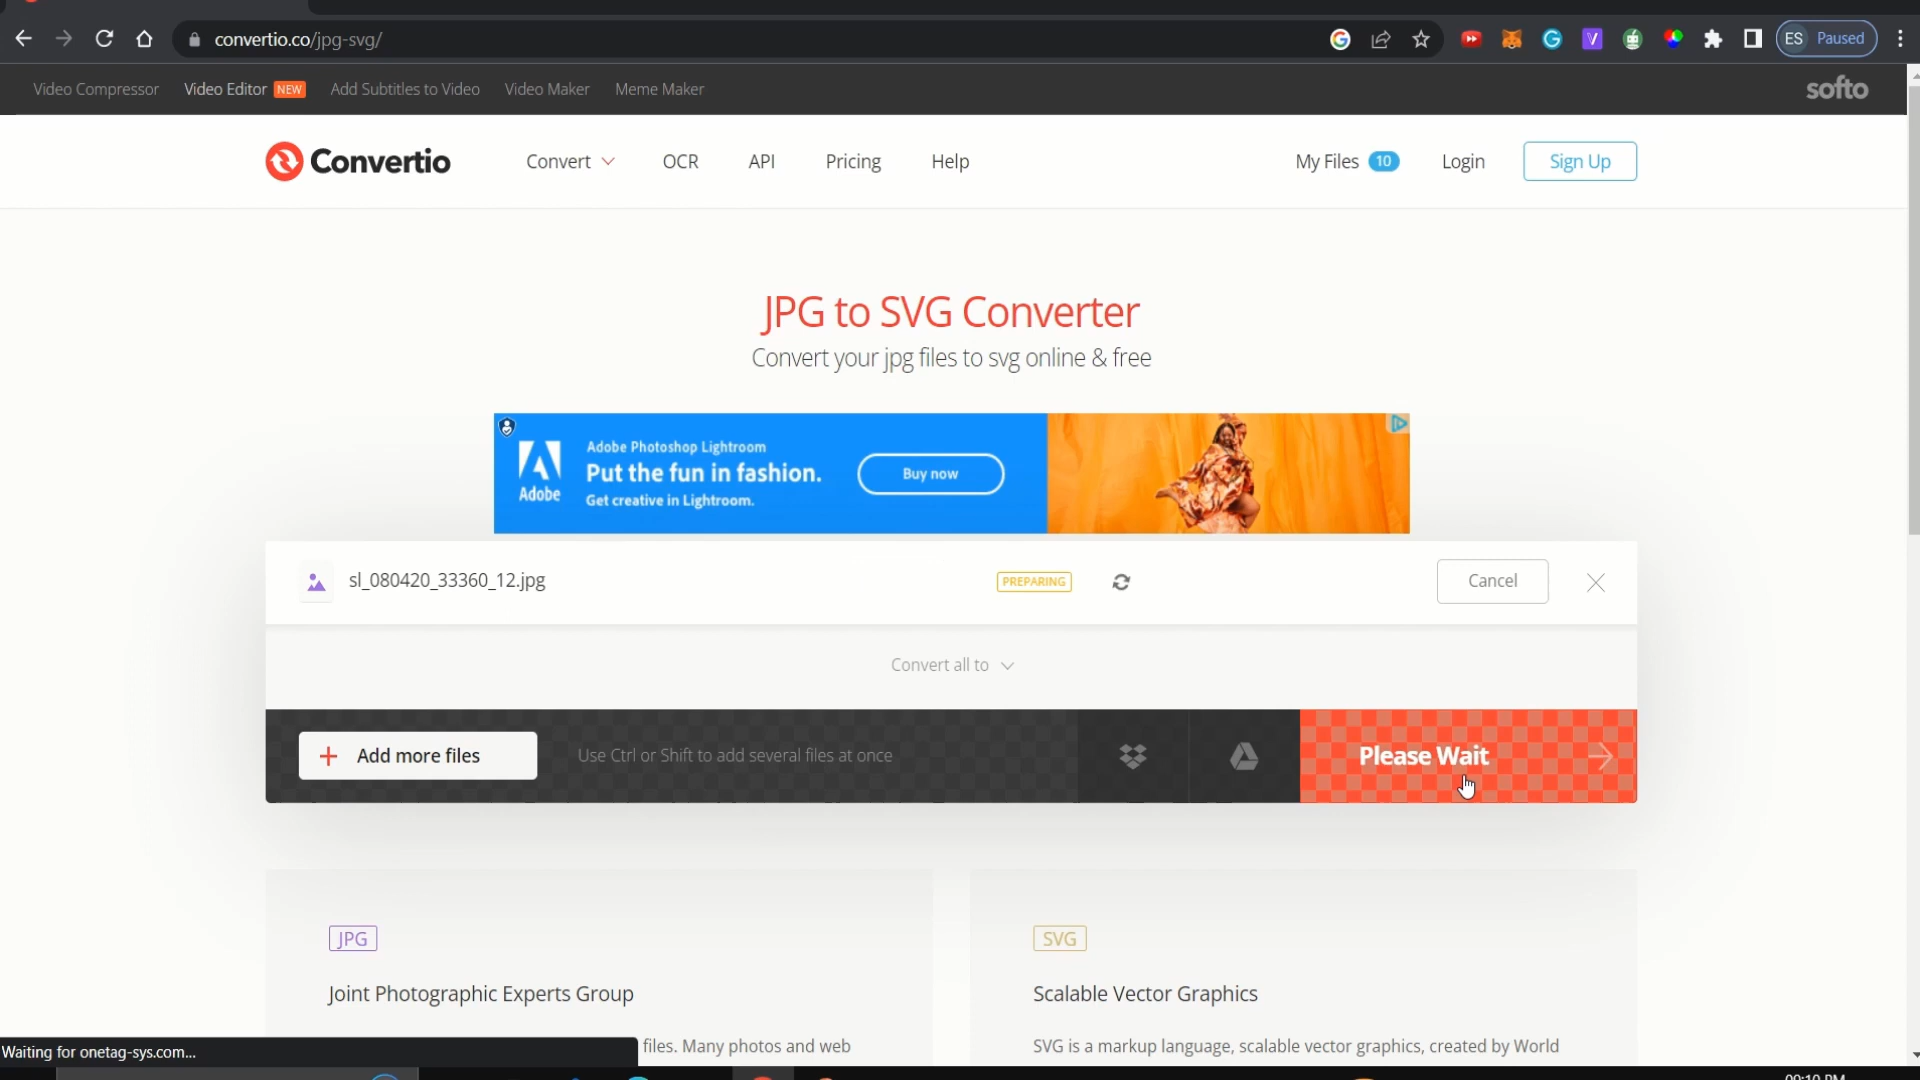 convertio.co/jpg-svg/
ES Paused
Video Compressor Video Editor NEW Add Subtitles to Video Video Maker Meme Maker softo
Convertio Convert OCR API Pricing Help My Files 10 Login Sign Up
JPG to SVG Converter
Convert your jpg files to svg online & free
Adobe Photoshop Lightroom
Put the fun in fashion.
Get creative in Lightroom.
Adobe
Buy now
sl_080420_33360_12.jpg PREPARING Cancel
Convert all to
Add more files Use Ctrl or Shift to add several files at once Please Wait
JPG
Joint Photographic Experts Group
files. Many photos and web
SVG
Scalable Vector Graphics
SVG is a markup language, scalable vector graphics, created by World
Waiting for onetag-sys.com...